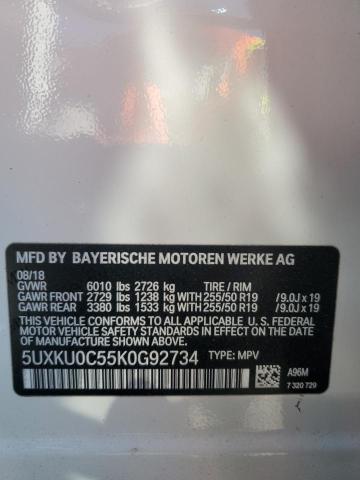 MFD BY BAYERISCHE MOTOREN WERKE AG
08/18
GVWR 6010 lbs 2726 kg TIRE / RIM
GAWR FRONT 2729 lbs 1238 kg WITH 255/50 R19 /9.0J x 19
GAWR REAR 3380 lbs 1533 kg WITH 255/50 R19 /9.0J x 19
THIS VEHICLE CONFORMS TO ALL APPLICABLE U.S. FEDERAL
MOTOR VEHICLE SAFETY STANDARDS IN EFFECT ON THE
DATE OF MANUFACTURE SHOWN ABOVE.
5UXKU0C55K0G92734 TYPE: MPV
A96M
7 320 729